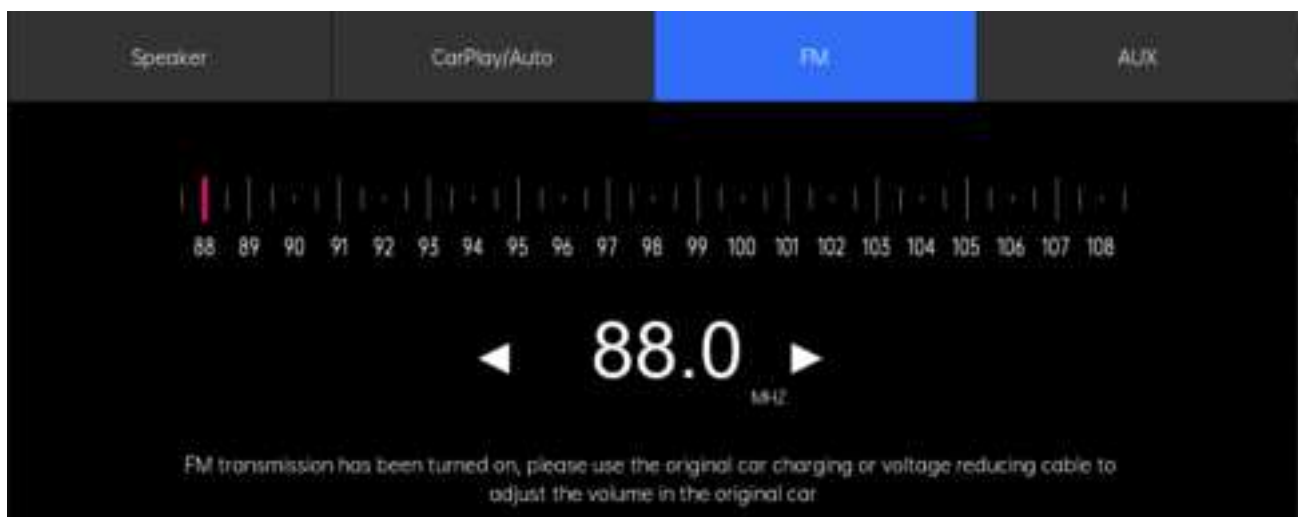 Speaker CarPlay/Auto FM AUX
88 89 90 91 92 93 94 95 96 97 98 99 100 101 102 103 104 105 106 107 108
88.0
MHZ
FM transmission has been turned on, please use the original car charging or voltage reducing cable to
adjust the volume in the original car